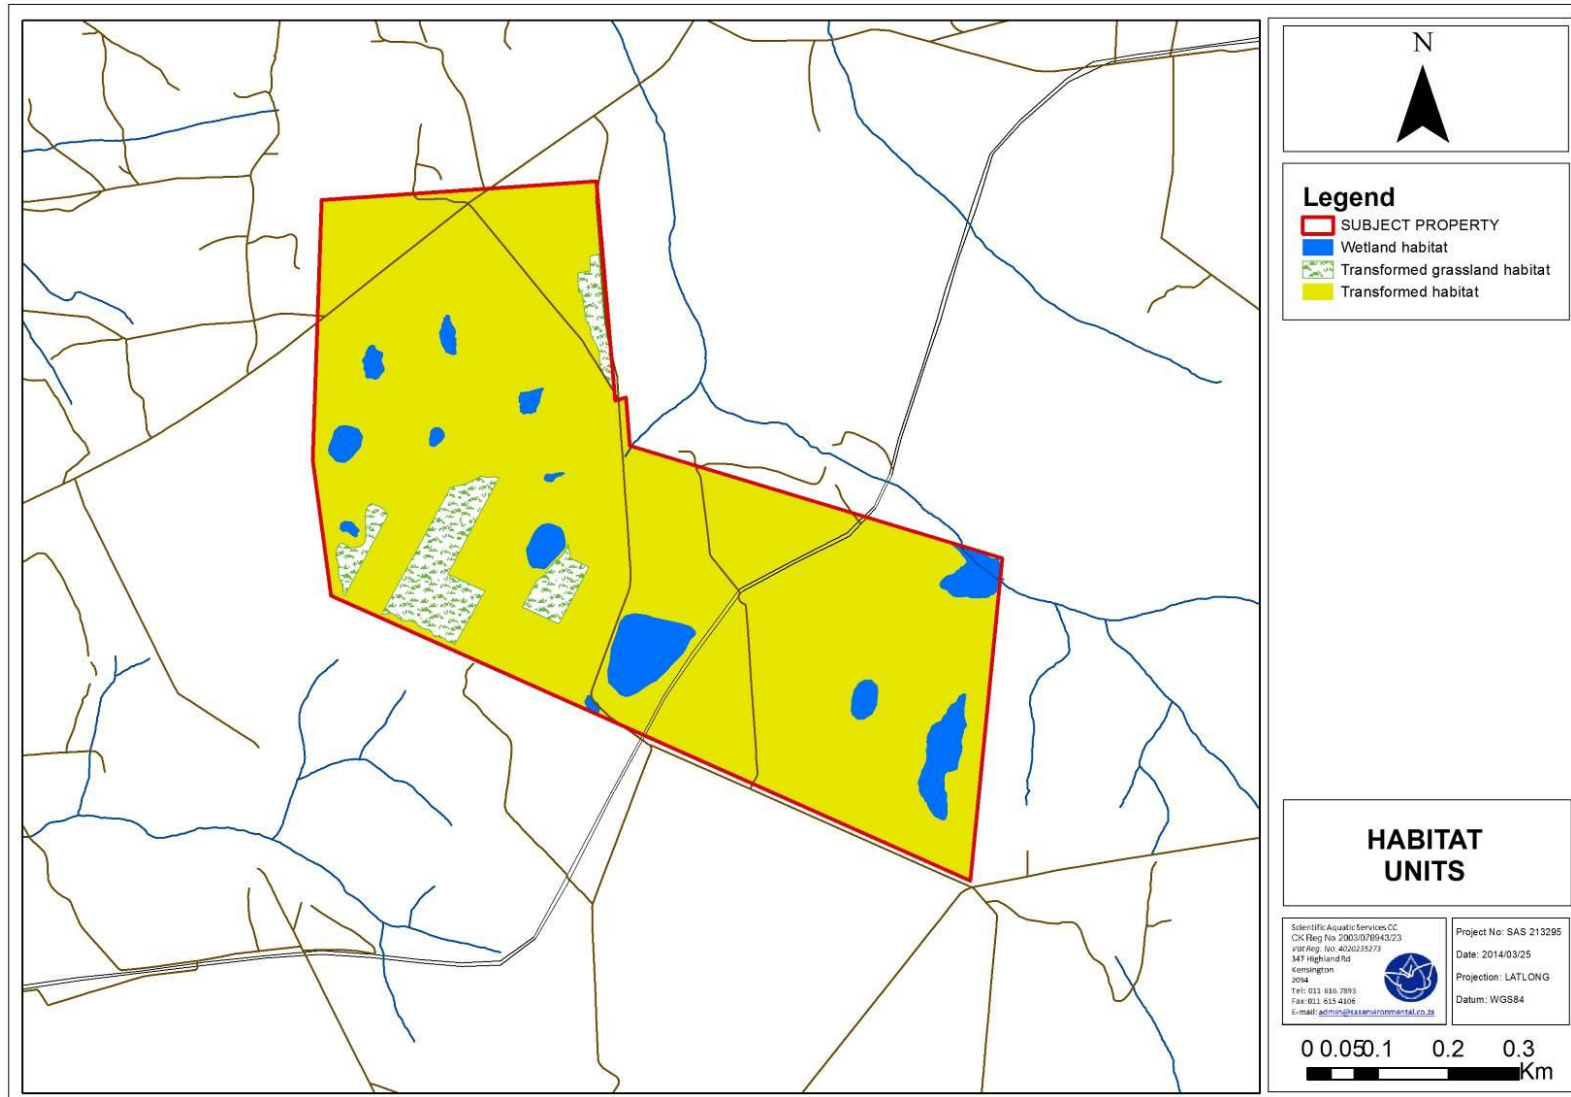 N
Legend
SUBJECT PROPERTY
Wetland habitat
Transformed grassland habitat
Transformed habitat
HABITAT
UNITS
Scientific Aquatic Services CC
CK Reg No 2003/078943/23
Vat Reg. No. 4020235273
347 Highland Rd
Kensington
2094
Tel: 011 616 7893
Fax: 011 615 4106
E-mail: admin@sasenvironmental.co.za
Project No: SAS 213295
Date: 2014/03/25
Projection: LATLONG
Datum: WGS84
0 0.05 0.1 0.2 0.3
Km